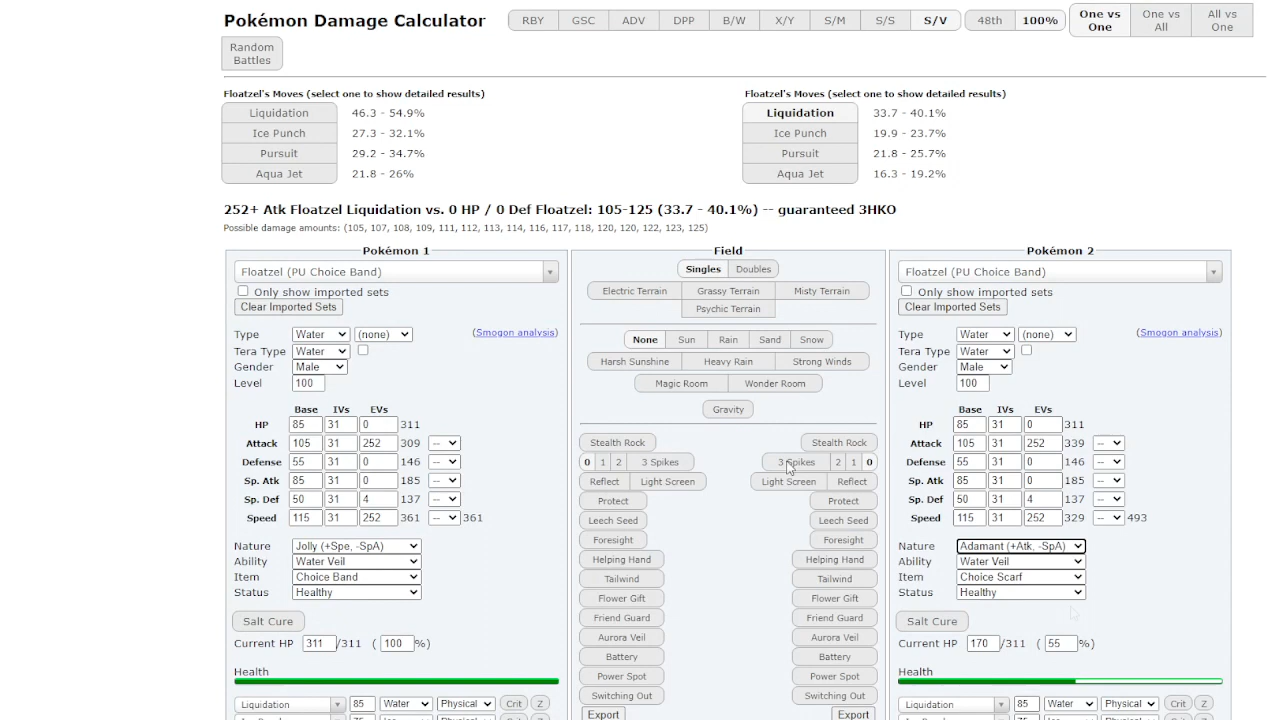 Pokémon Damage Calculator RBY GSC ADV DPP B/W X/Y S/M S/S S/V 48th 100% One vs One One vs All All vs One
Random Battles
Floatzel's Moves (select one to show detailed results) Floatzel's Moves (select one to show detailed results)
Liquidation 46.3 - 54.9% Liquidation 33.7 - 40.1%
Ice Punch 27.3 - 32.1% Ice Punch 19.9 - 23.7%
Pursuit 29.2 - 34.7% Pursuit 21.8 - 25.7%
Aqua Jet 21.8 - 26% Aqua Jet 16.3 - 19.2%
252+ Atk Floatzel Liquidation vs. 0 HP / 0 Def Floatzel: 105-125 (33.7 - 40.1%) -- guaranteed 3HKO
Possible damage amounts: (105, 107, 108, 109, 111, 112, 113, 114, 116, 117, 118, 120, 120, 122, 123, 125)
Pokémon 1
Floatzel (PU Choice Band)
Only show imported sets
Clear Imported Sets
Type Water (none) (Smogon analysis)
Tera Type Water
Gender Male
Level 100
Base IVs EVs
HP 85 31 0 311
Attack 105 31 252 309 --
Defense 55 31 0 146 --
Sp. Atk 85 31 0 185 --
Sp. Def 50 31 4 137 --
Speed 115 31 252 361 -- 361
Nature Jolly (+Spe, -SpA)
Ability Water Veil
Item Choice Band
Status Healthy
Salt Cure
Current HP 311 /311 ( 100 %)
Health
Liquidation 85 Water Physical Crit Z
Field
Singles Doubles
Electric Terrain Grassy Terrain Misty Terrain
Psychic Terrain
None Sun Rain Sand Snow
Harsh Sunshine Heavy Rain Strong Winds
Magic Room Wonder Room
Gravity
Stealth Rock Stealth Rock
0 1 2 3 Spikes 3 Spikes 2 1 0
Reflect Light Screen Light Screen Reflect
Protect Protect
Leech Seed Leech Seed
Foresight Foresight
Helping Hand Helping Hand
Tailwind Tailwind
Flower Gift Flower Gift
Friend Guard Friend Guard
Aurora Veil Aurora Veil
Battery Battery
Power Spot Power Spot
Switching Out Switching Out
Export Export
Pokémon 2
Floatzel (PU Choice Band)
Only show imported sets
Clear Imported Sets
Type Water (none) (Smogon analysis)
Tera Type Water
Gender Male
Level 100
Base IVs EVs
HP 85 31 0 311
Attack 105 31 252 339 --
Defense 55 31 0 146 --
Sp. Atk 85 31 0 185 --
Sp. Def 50 31 4 137 --
Speed 115 31 252 329 -- 493
Nature Adamant (+Atk, -SpA)
Ability Water Veil
Item Choice Scarf
Status Healthy
Salt Cure
Current HP 170 /311 ( 55 %)
Health
Liquidation 85 Water Physical Crit Z